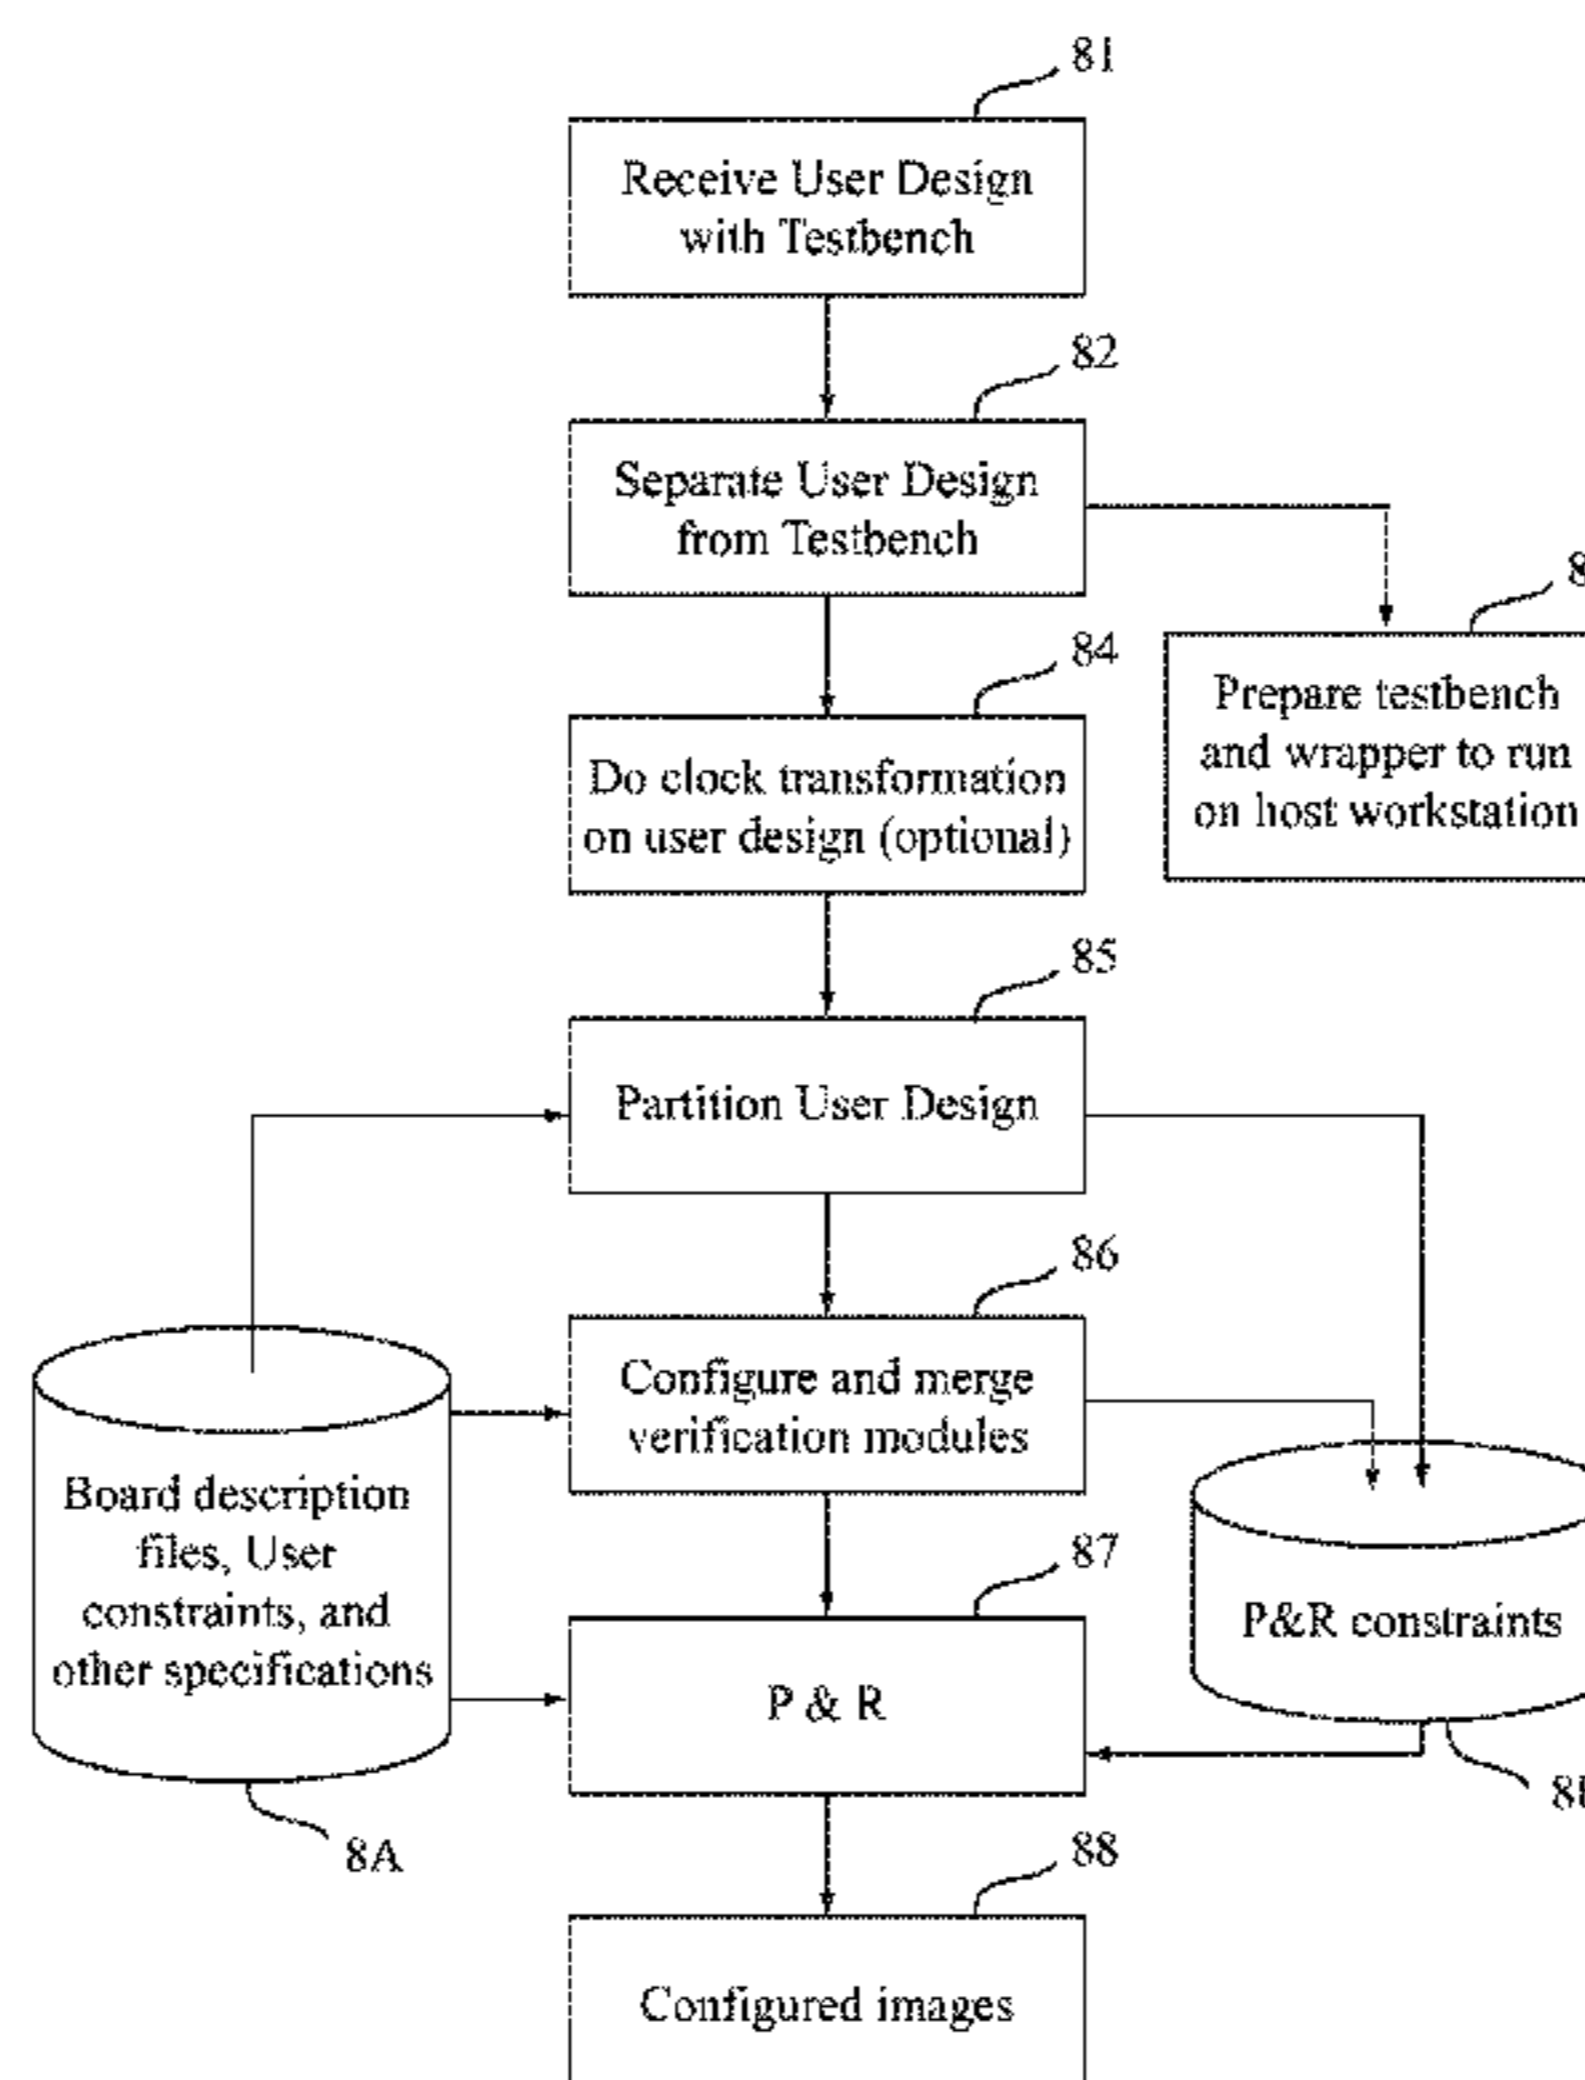 81
Receive User Design
with Testbench
82
Separate User Design
from Testbench
84
Do clock transformation
on user design (optional)
8
Prepare testbench
and wrapper to run
on host workstation
85
Partition User Design
86
Configure and merge
verification modules
Board description
files, User
constraints, and
other specifications
8A
87
P & R
P&R constraints
88
Configured images